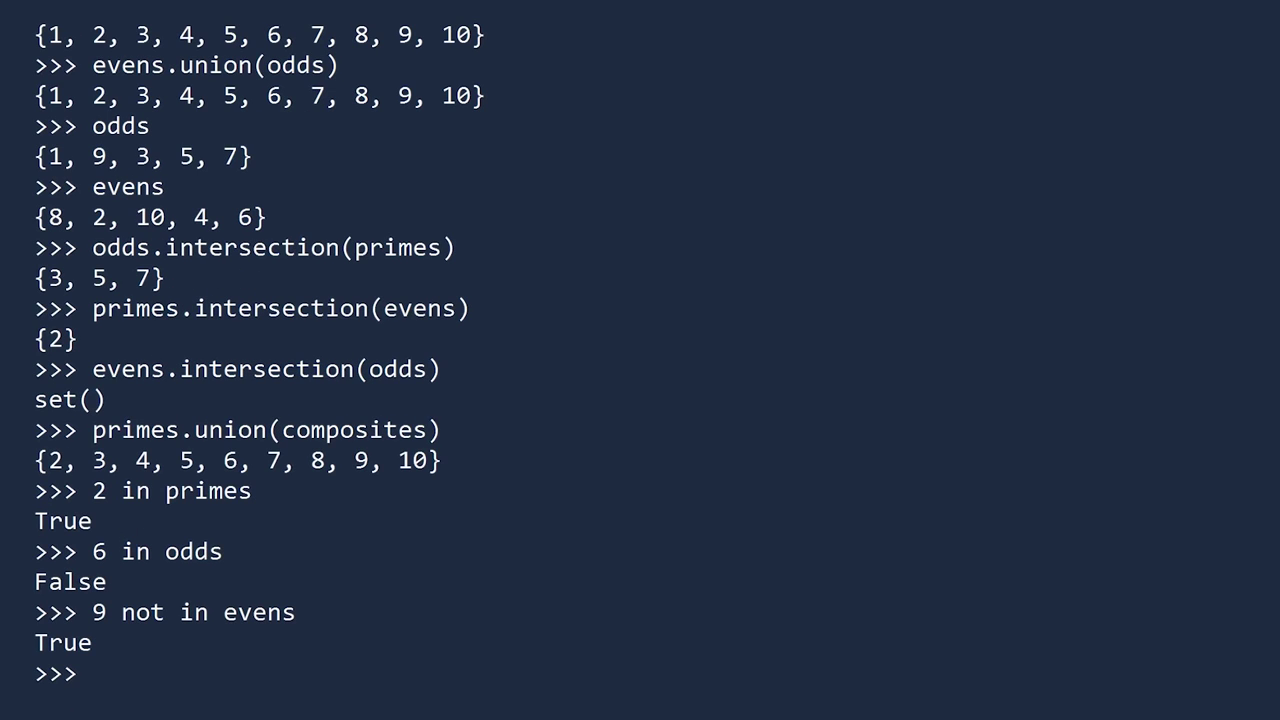 {1, 2, 3, 4, 5, 6, 7, 8, 9, 10}
>>> evens.union(odds)
{1, 2, 3, 4, 5, 6, 7, 8, 9, 10}
>>> odds
{1, 9, 3, 5, 7}
>>> evens
{8, 2, 10, 4, 6}
>>> odds.intersection(primes)
{3, 5, 7}
>>> primes.intersection(evens)
{2}
>>> evens.intersection(odds)
set()
>>> primes.union(composites)
{2, 3, 4, 5, 6, 7, 8, 9, 10}
>>> 2 in primes
True
>>> 6 in odds
False
>>> 9 not in evens
True
>>>